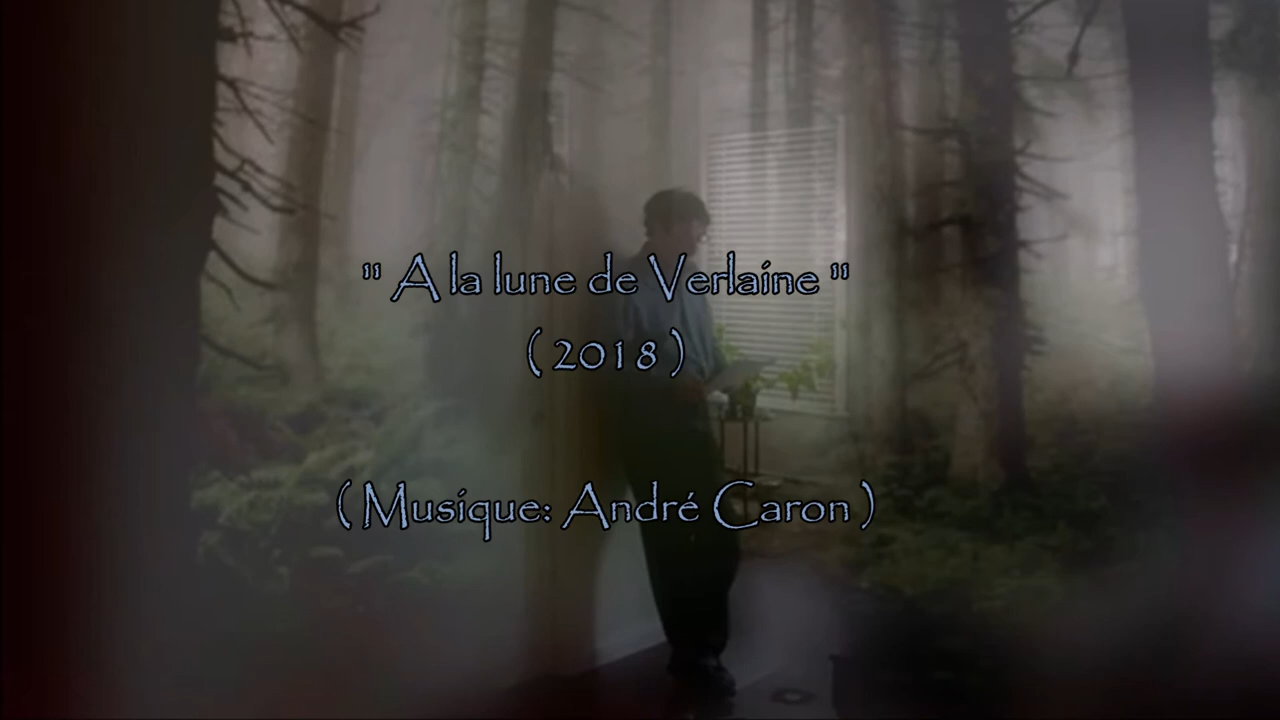 " A la lune de Verlaine "
( 2018 )
( Musique: André Caron )